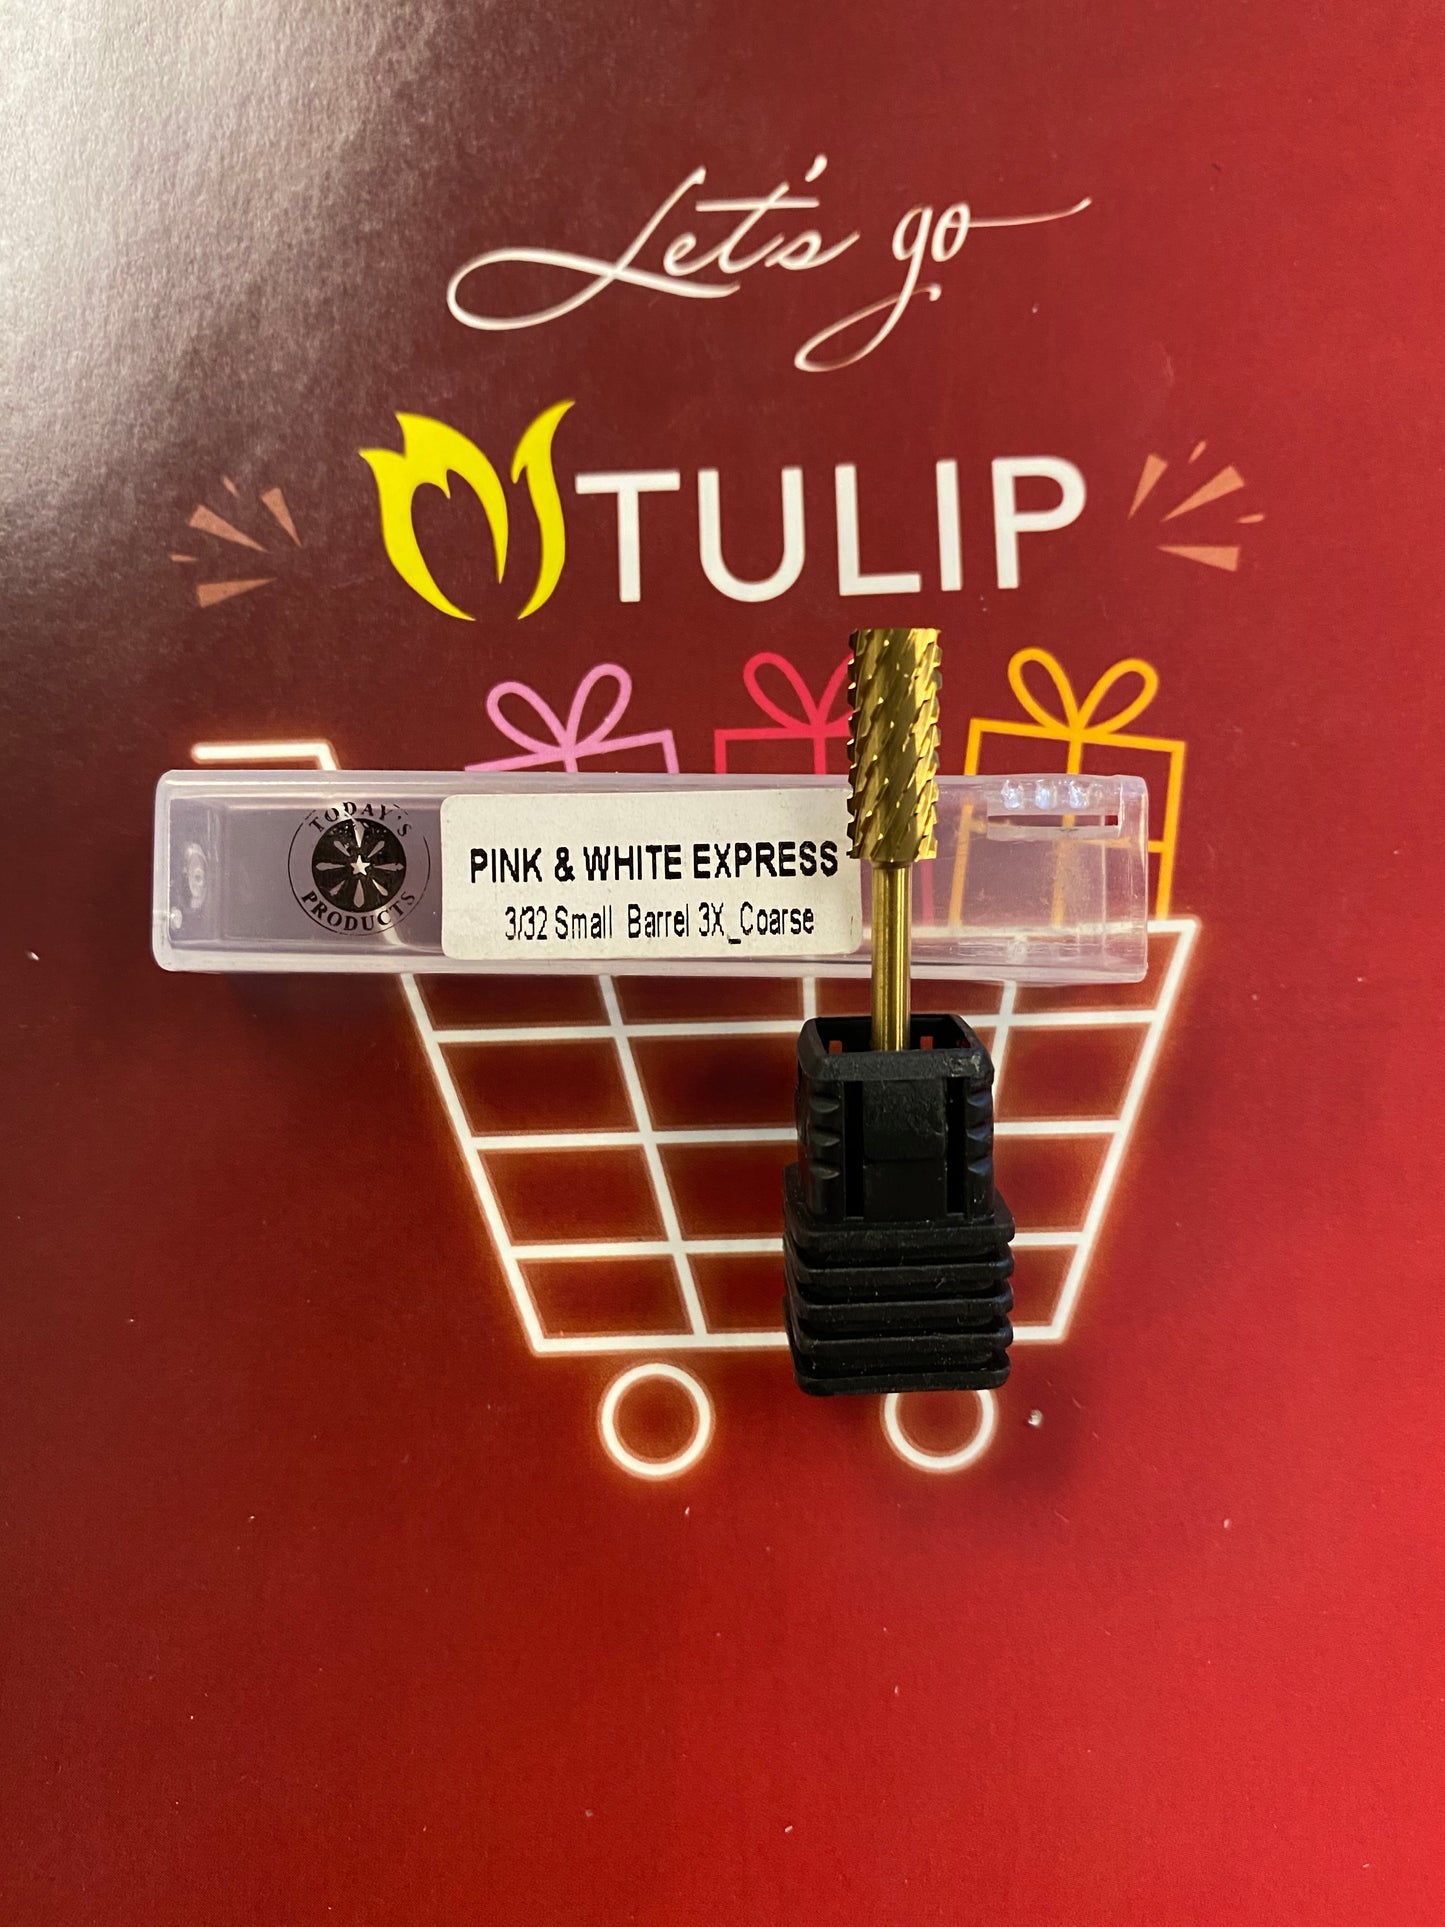 Let's go
TULIP
TODAY'S
PRODUCTS
PINK & WHITE EXPRESS
3/32 Small Barrel 3X_Coarse